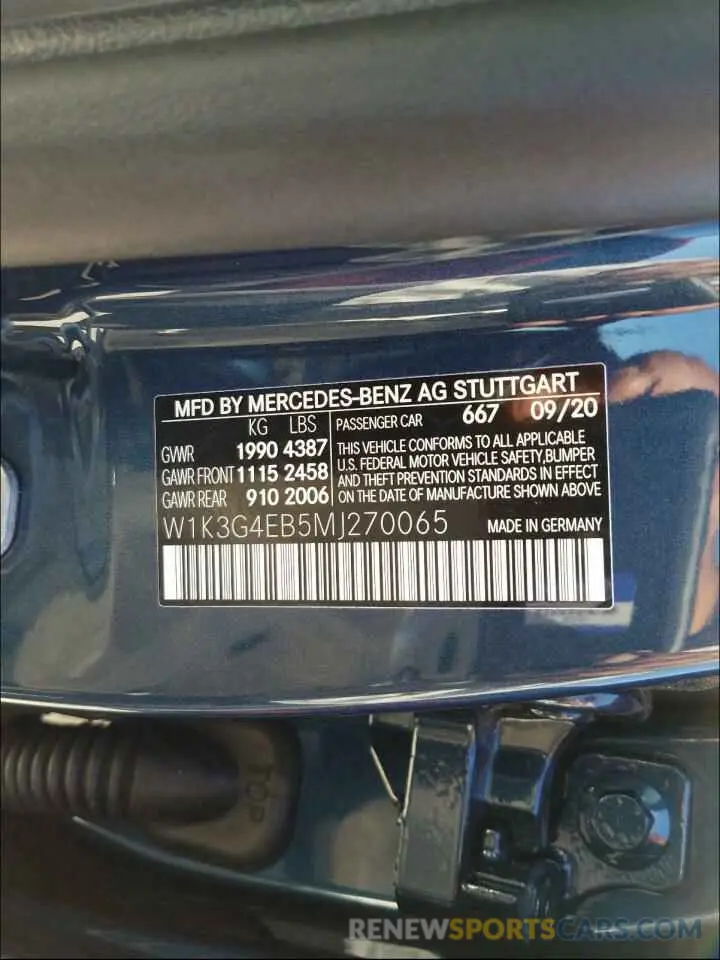 MFD BY MERCEDES-BENZ AG STUTTGART
KG LBS
GVWR 1990 4387
GAWR FRONT 1115 2458
GAWR REAR 910 2006
PASSENGER CAR 667 09/20
THIS VEHICLE CONFORMS TO ALL APPLICABLE
U.S. FEDERAL MOTOR VEHICLE SAFETY,BUMPER
AND THEFT PREVENTION STANDARDS IN EFFECT
ON THE DATE OF MANUFACTURE SHOWN ABOVE
W1K3G4EB5MJ270065 MADE IN GERMANY
TOP
RENEWSPORTSCARS.COM